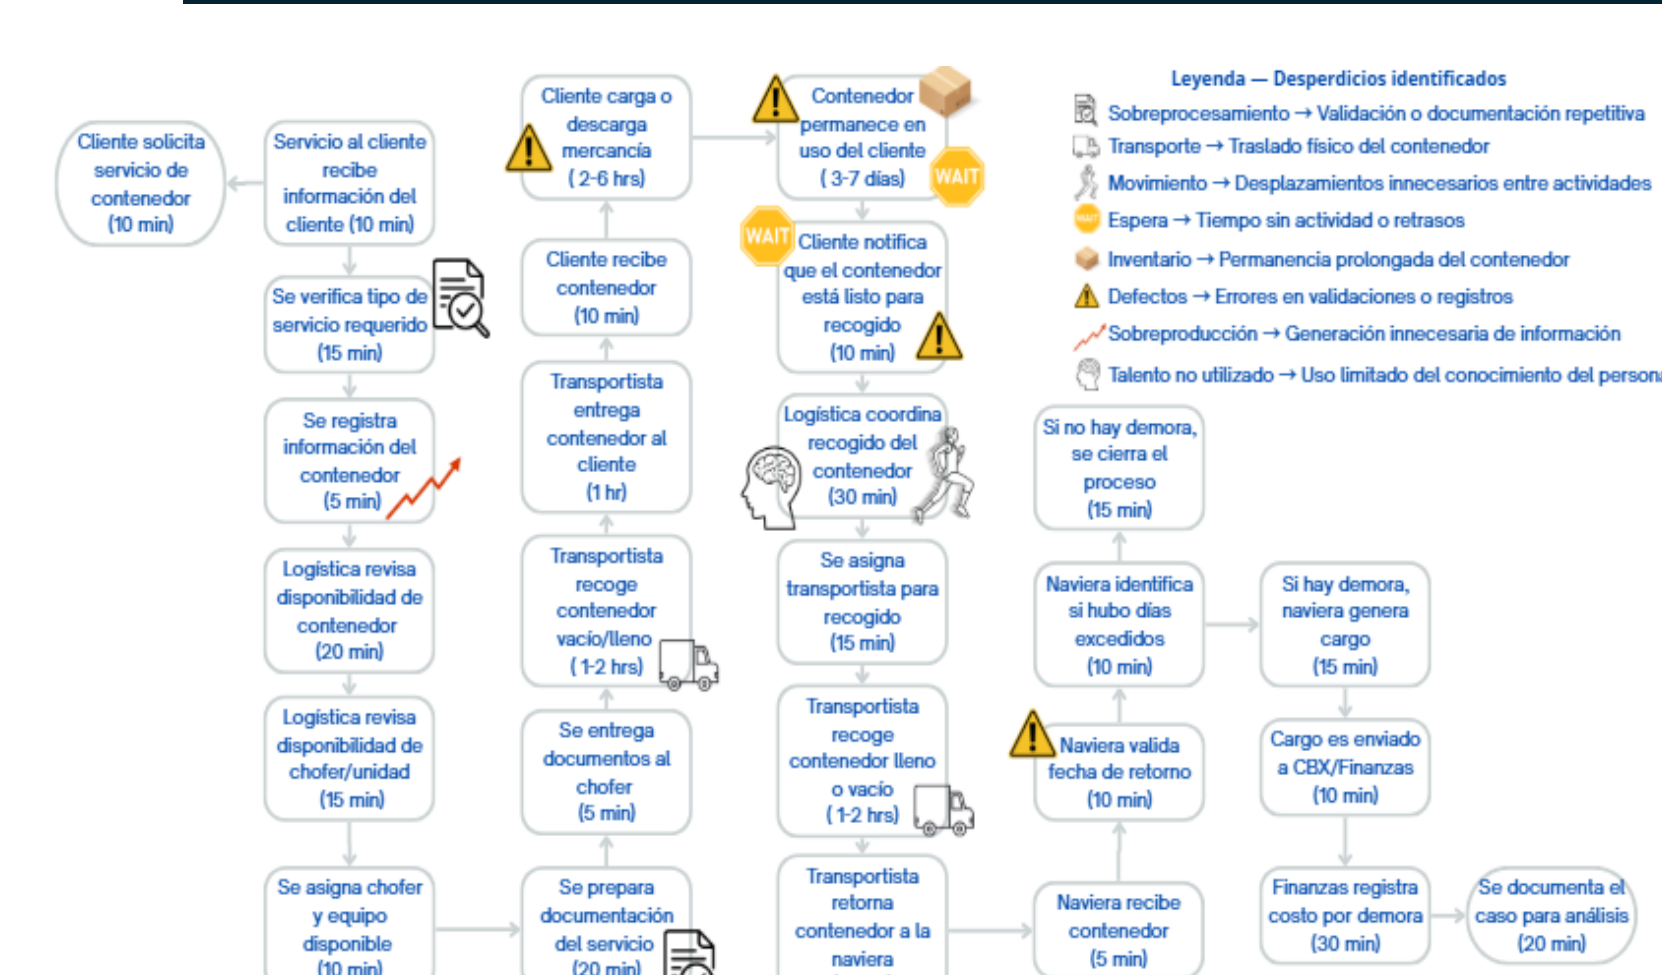 Cliente solicita
servicio de
contenedor
(10 min)
Servicio al cliente
recibe
información del
cliente (10 min)
Se verifica tipo de
servicio requerido
(15 min)
Se registra
información del
contenedor
(5 min)
Logística revisa
disponibilidad de
contenedor
(20 min)
Logística revisa
disponibilidad de
chofer/unidad
(15 min)
Se asigna chofer
y equipo
disponible
(10 min)
Se prepara
documentación
del servicio
(20 min)
Se entrega
documentos al
chofer
(5 min)
Transportista
recoge
contenedor
vacío/lleno
( 1-2 hrs)
Transportista
entrega
contenedor al
cliente
(1 hr)
Cliente recibe
contenedor
(10 min)
Cliente carga o
descarga
mercancía
( 2-6 hrs)
Contenedor
permanece en
uso del cliente
( 3-7 días)
WAIT
WAIT
Cliente notifica
que el contenedor
está listo para
recogido
(10 min)
Logística coordina
recogido del
contenedor
(30 min)
Se asigna
transportista para
recogido
(15 min)
Transportista
recoge
contenedor lleno
o vacío
( 1-2 hrs)
Transportista
retorna
contenedor a la
naviera
Naviera recibe
contenedor
(5 min)
Naviera valida
fecha de retorno
(10 min)
Naviera identifica
si hubo días
excedidos
(10 min)
Si no hay demora,
se cierra el
proceso
(15 min)
Si hay demora,
naviera genera
cargo
(15 min)
Cargo es enviado
a CBX/Finanzas
(10 min)
Finanzas registra
costo por demora
(30 min)
Se documenta el
caso para análisis
(20 min)
Leyenda — Desperdicios identificados
Sobreprocesamiento → Validación o documentación repetitiva
Transporte → Traslado físico del contenedor
Movimiento → Desplazamientos innecesarios entre actividades
WAIT Espera → Tiempo sin actividad o retrasos
Inventario → Permanencia prolongada del contenedor
Defectos → Errores en validaciones o registros
Sobreproducción → Generación innecesaria de información
Talento no utilizado → Uso limitado del conocimiento del persona